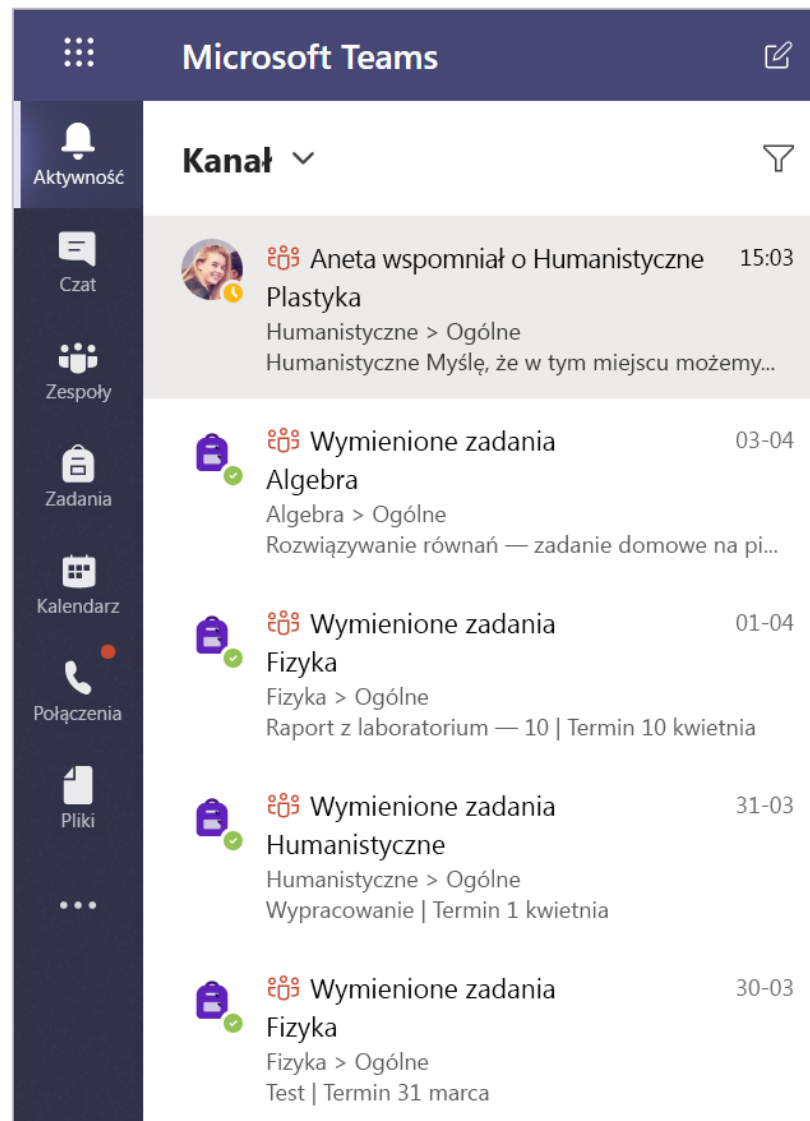 Microsoft Teams
Aktywność
Czat
Zespoły
Zadania
Kalendarz
Połączenia
Pliki
Kanał
Aneta wspomniał o Humanistyczne 15:03
Plastyka
Humanistyczne > Ogólne
Humanistyczne Myślę, że w tym miejscu możemy...
Wymienione zadania 03-04
Algebra
Algebra > Ogólne
Rozwiązywanie równań — zadanie domowe na pi...
Wymienione zadania 01-04
Fizyka
Fizyka > Ogólne
Raport z laboratorium — 10 | Termin 10 kwietnia
Wymienione zadania 31-03
Humanistyczne
Humanistyczne > Ogólne
Wypracowanie | Termin 1 kwietnia
Wymienione zadania 30-03
Fizyka
Fizyka > Ogólne
Test | Termin 31 marca